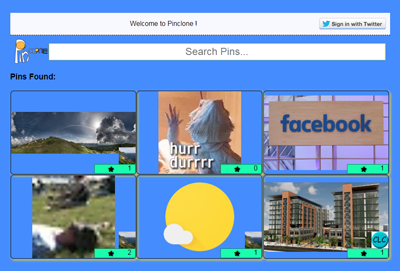 Welcome to Pinclone !
Sign in with Twitter
Pinclone
Search Pins...
Pins Found:
hurr
durrrr
facebook
1
0
1
CLC
2
1
1